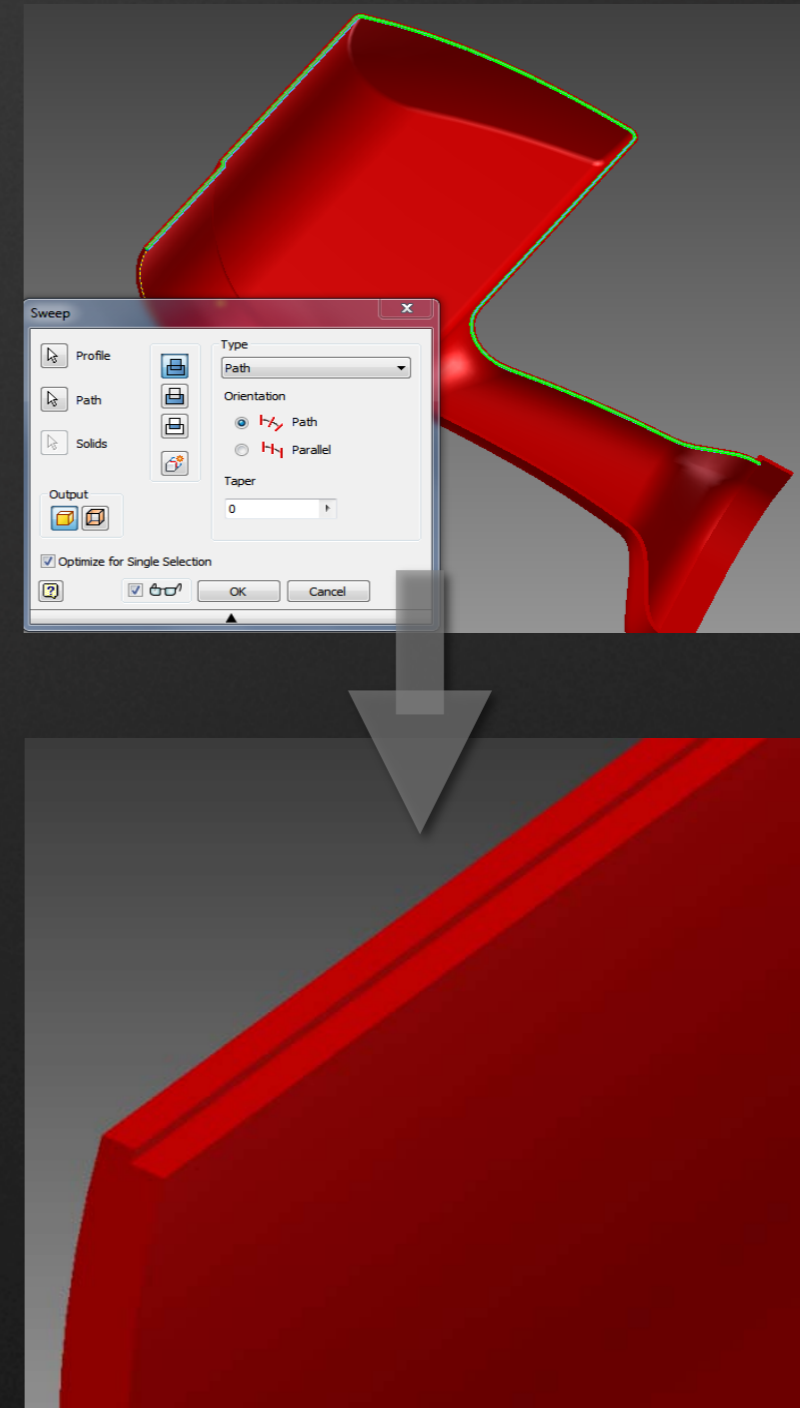 Sweep
Profile
Path
Solids
Output
Type
Path
Orientation
Path
Parallel
Taper
0
Optimize for Single Selection
OK
Cancel